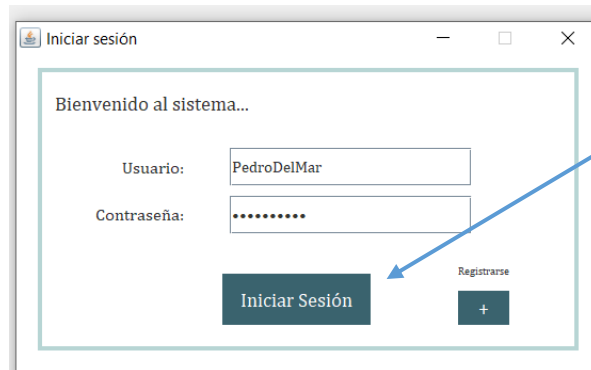 Iniciar sesión
Bienvenido al sistema...
Usuario: PedroDelMar
Contraseña: ••••••••••
Registrarse
Iniciar Sesión +